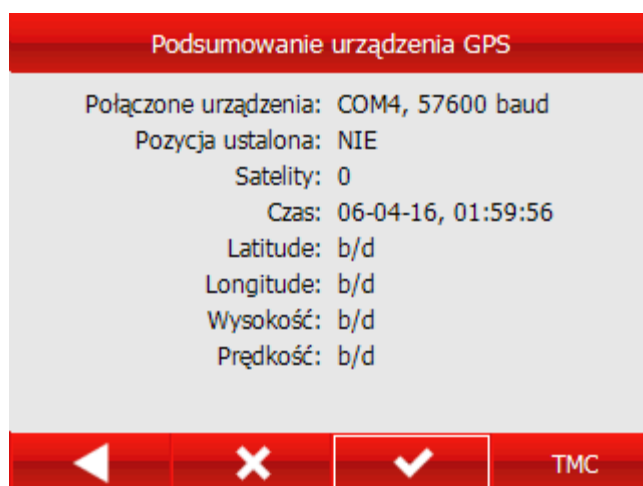 Podsumowanie urządzenia GPS
Połączone urządzenia: COM4, 57600 baud
Pozycja ustalona: NIE
Satelity: 0
Czas: 06-04-16, 01:59:56
Latitude: b/d
Longitude: b/d
Wysokość: b/d
Prędkość: b/d
TMC